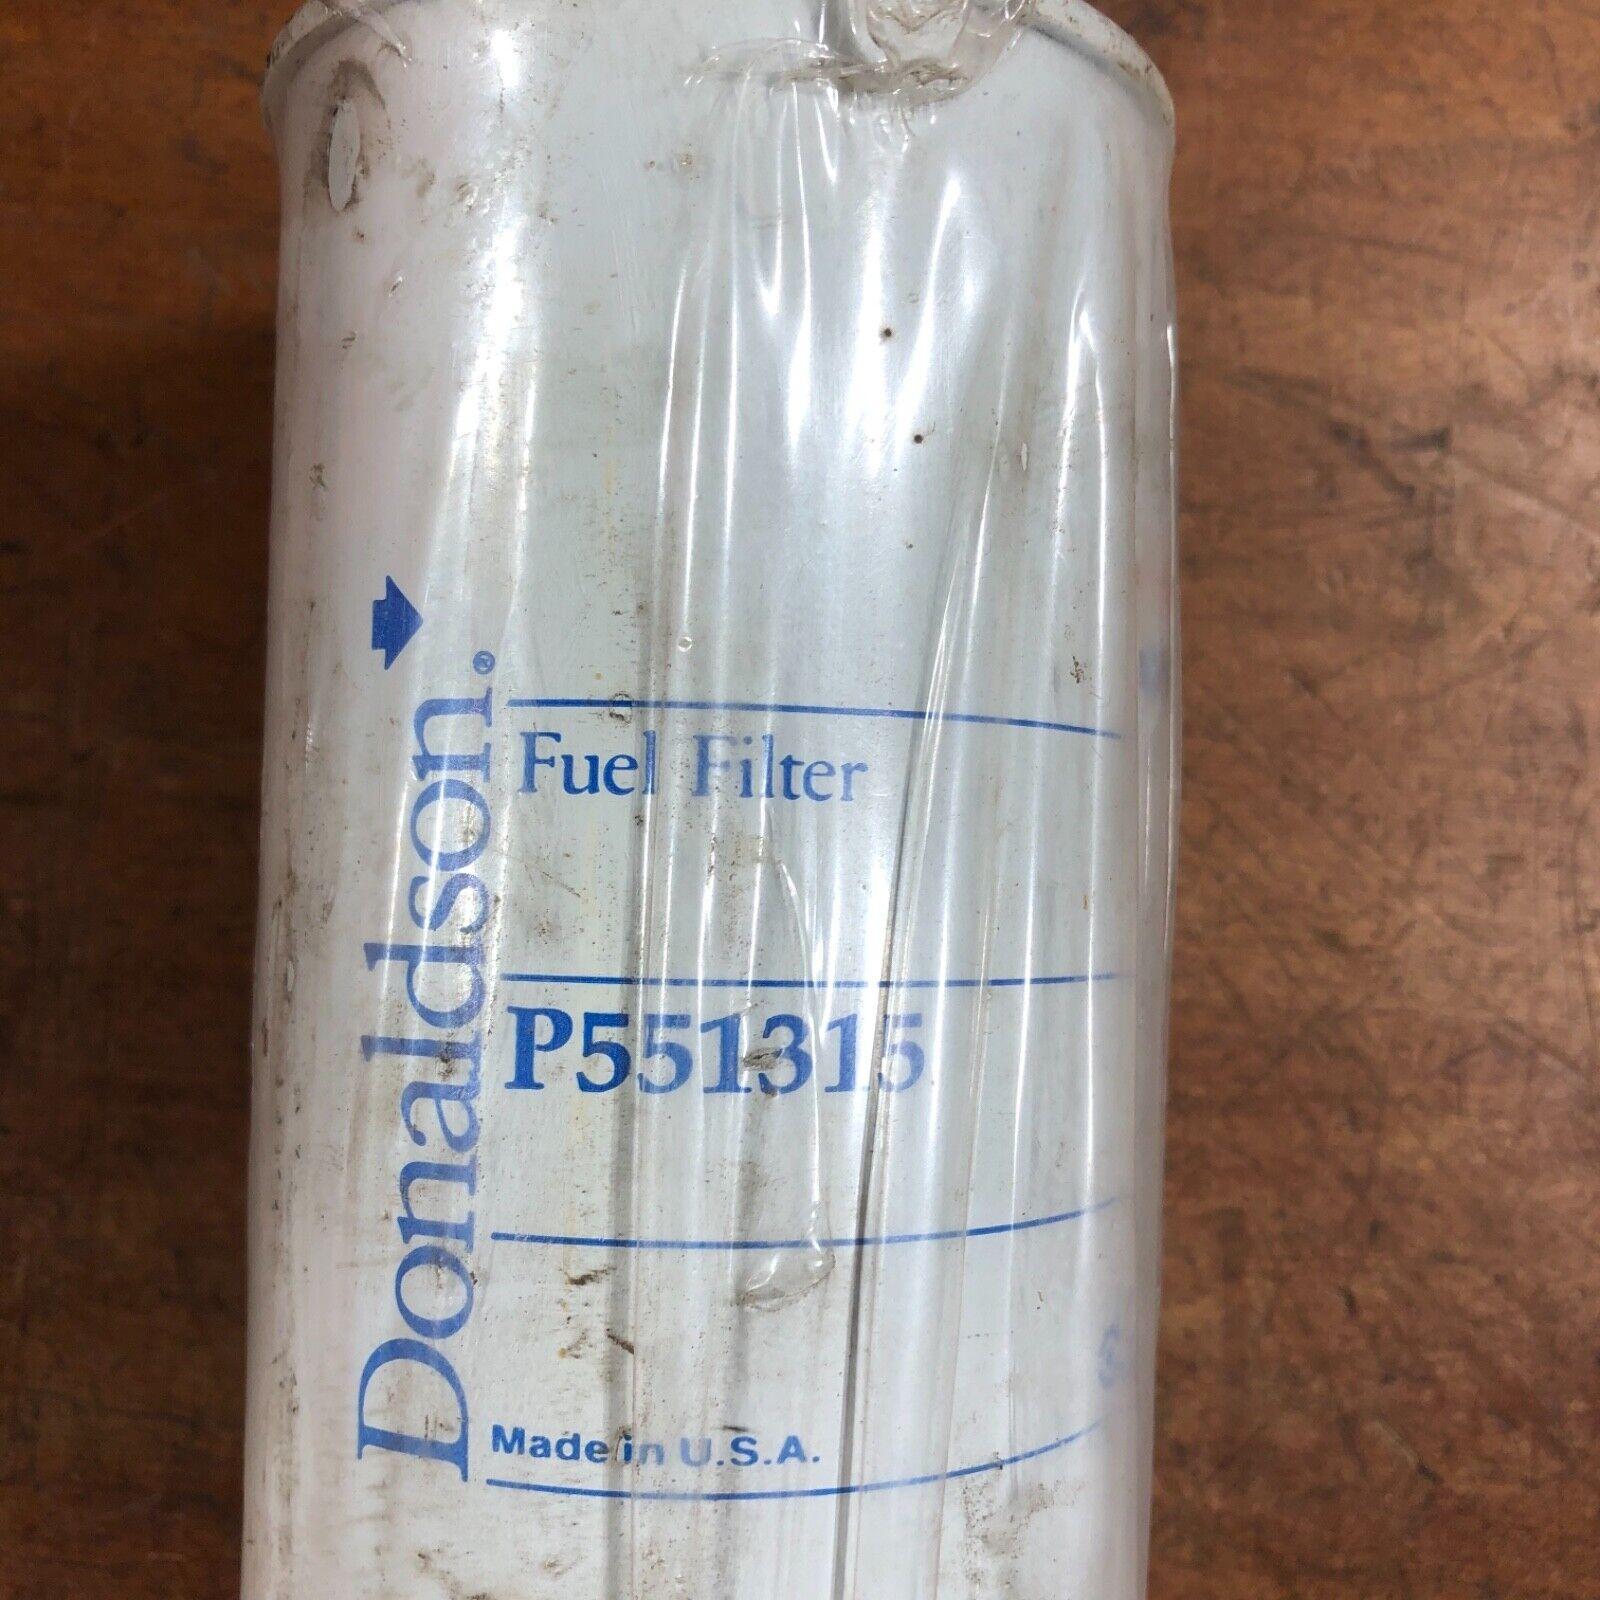 Donaldson®
Fuel Filter
P551315
Made in U.S.A.